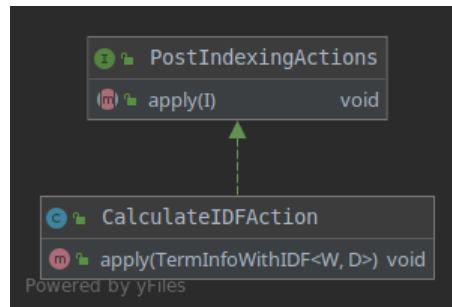 I PostIndexingActions
m apply(I) void
C CalculateIDFAction
m apply(TermInfoWithIDF<W, D>) void
Powered by yFiles